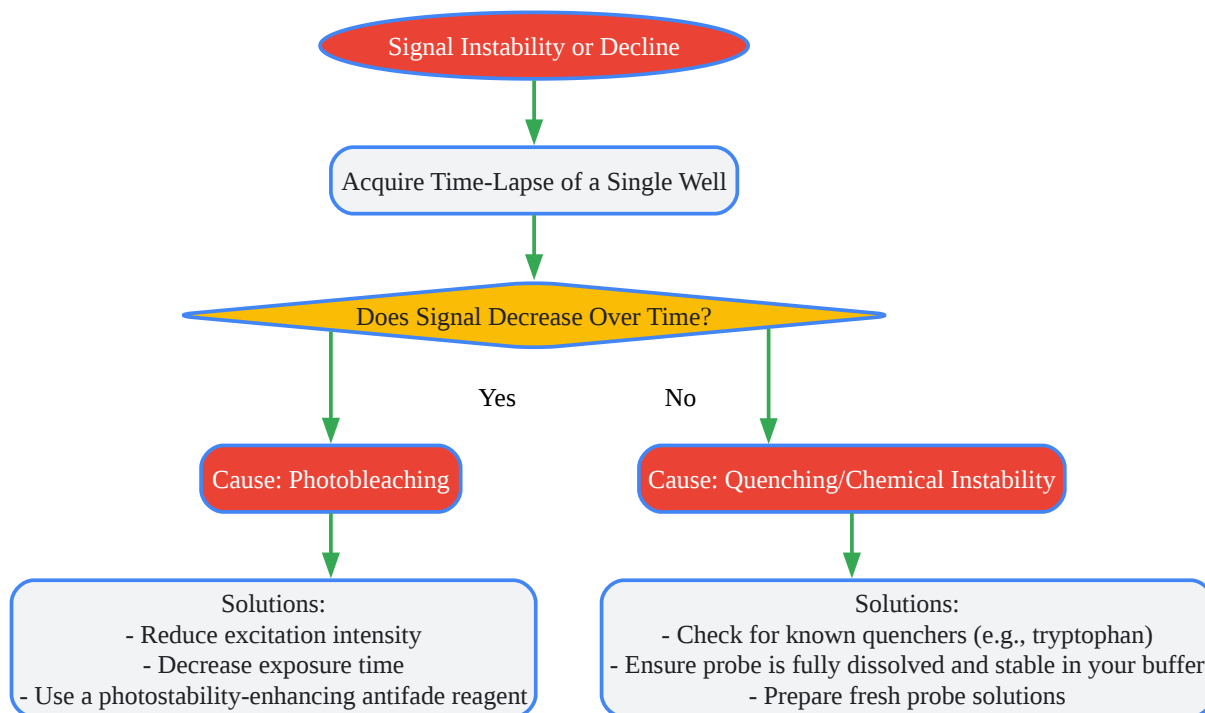 Signal Instability or Decline
Acquire Time-Lapse of a Single Well
Does Signal Decrease Over Time?
Yes
No
Cause: Photobleaching
Cause: Quenching/Chemical Instability
Solutions:
- Reduce excitation intensity
- Decrease exposure time
- Use a photostability-enhancing antifade reagent
Solutions:
- Check for known quenchers (e.g., tryptophan)
- Ensure probe is fully dissolved and stable in your buffer
- Prepare fresh probe solutions